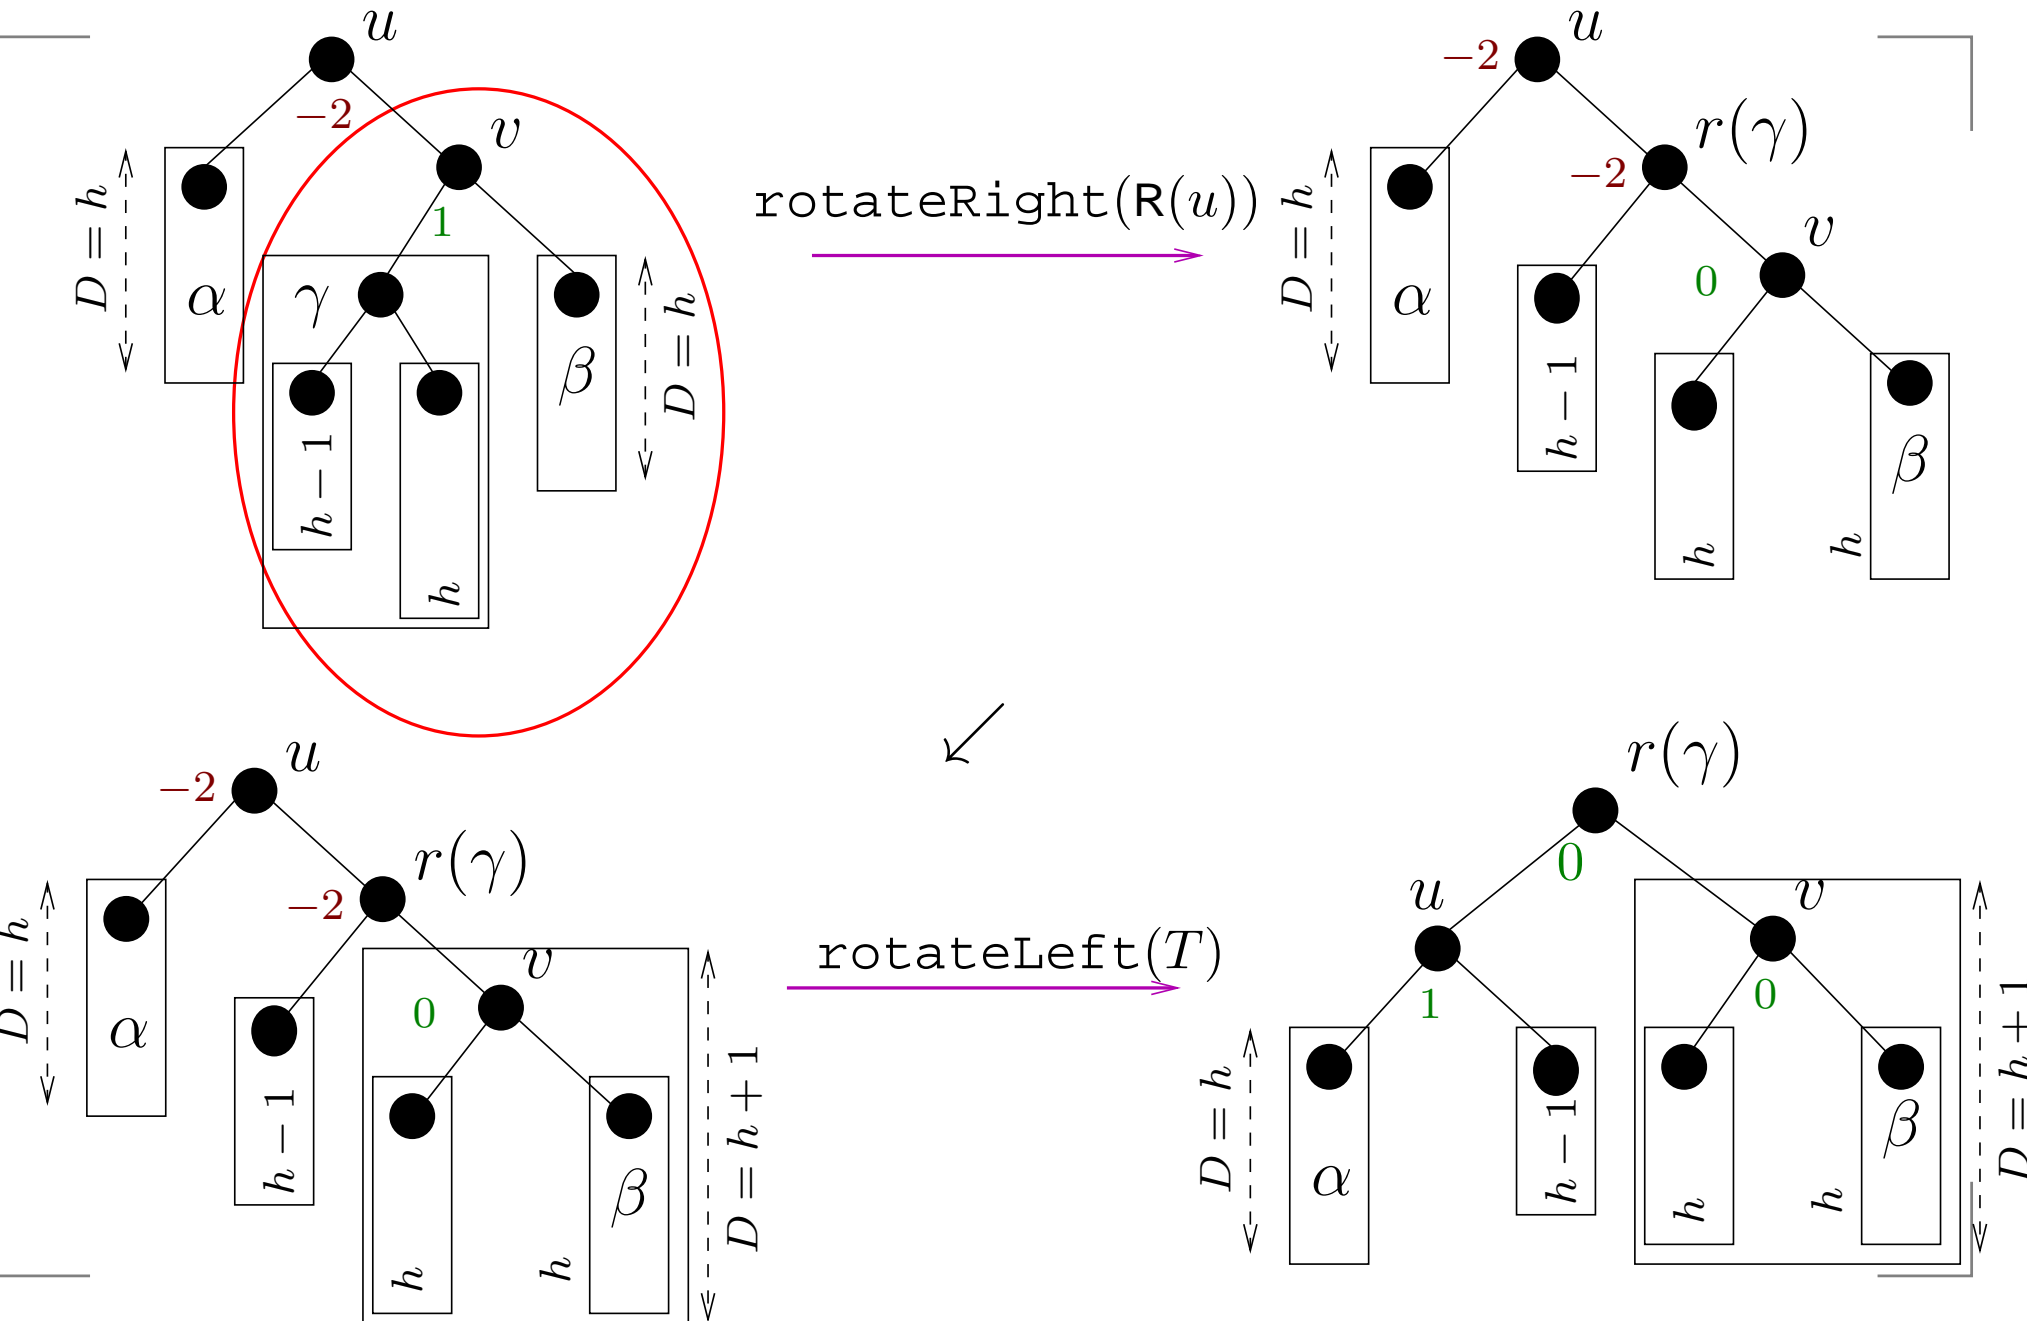 u
−2
v
D = h
1
α
γ
β
D = h
h − 1
h
rotateRight(R(u))
u
−2
r(γ)
−2
v
D = h
0
α
h − 1
β
h
h
u
−2
r(γ)
−2
v
D = h
0
α
h − 1
β
h
h
D = h + 1
rotateLeft(T)
r(γ)
0
u
v
1
0
D = h
α
h − 1
β
h
h
D = h + 1